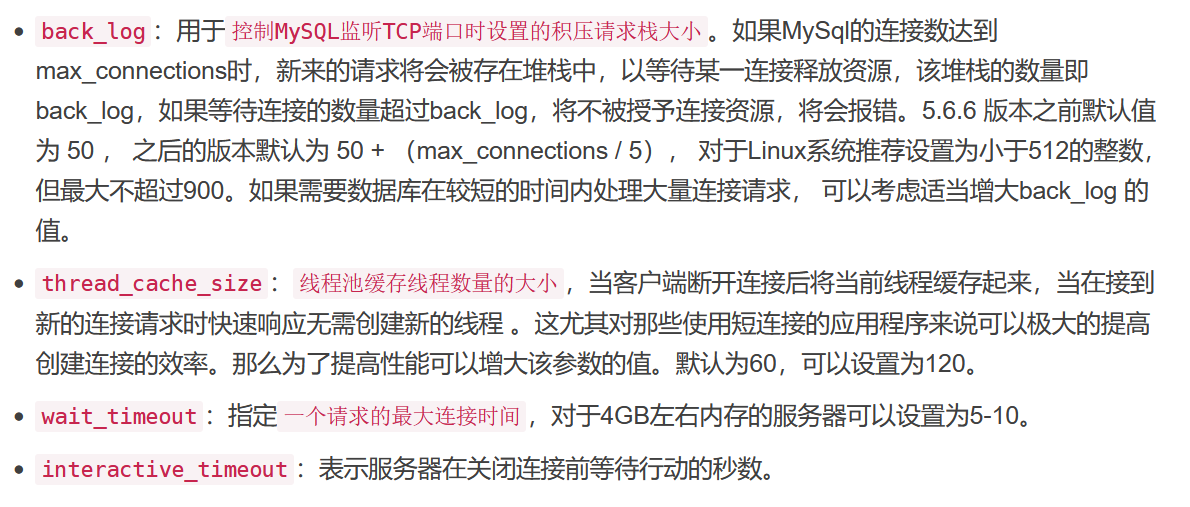 back_log：用于控制MySQL监听TCP端口时设置的积压请求栈大小。如果MySql的连接数达到
max_connections时，新来的请求将会被存在堆栈中，以等待某一连接释放资源，该堆栈的数量即
back_log，如果等待连接的数量超过back_log，将不被授予连接资源，将会报错。5.6.6 版本之前默认值
为 50 ， 之后的版本默认为 50 + （max_connections / 5）， 对于Linux系统推荐设置为小于512的整数，
但最大不超过900。如果需要数据库在较短的时间内处理大量连接请求， 可以考虑适当增大back_log 的
值。
thread_cache_size：线程池缓存线程数量的大小，当客户端断开连接后将当前线程缓存起来，当在接到
新的连接请求时快速响应无需创建新的线程 。这尤其对那些使用短连接的应用程序来说可以极大的提高
创建连接的效率。那么为了提高性能可以增大该参数的值。默认为60，可以设置为120。
wait_timeout：指定一个请求的最大连接时间，对于4GB左右内存的服务器可以设置为5-10。
interactive_timeout：表示服务器在关闭连接前等待行动的秒数。